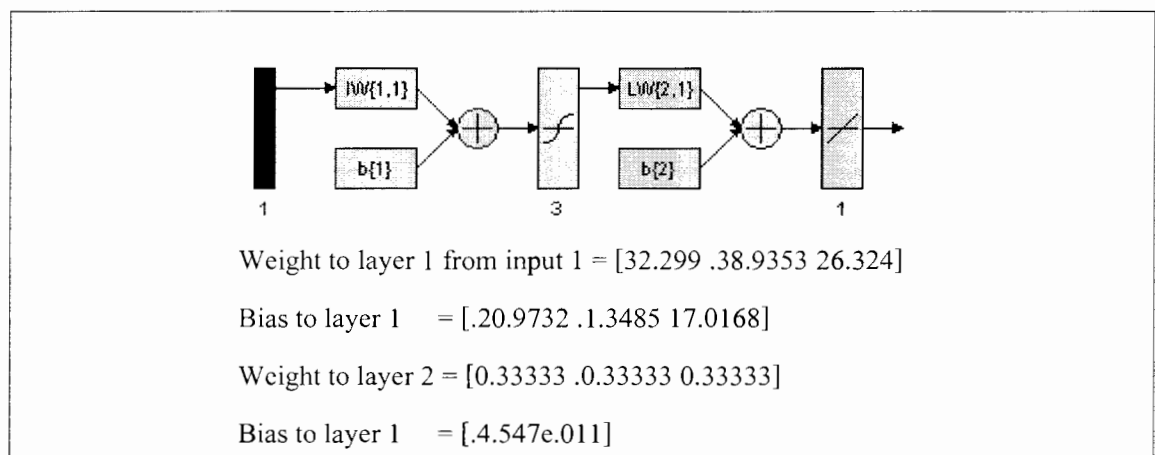 IW{1,1}
LW{2,1}
b{1}
b{2}
1
3
1
Weight to layer 1 from input 1 = [32.299 .38.9353 26.324]
Bias to layer 1 = [.20.9732 .1.3485 17.0168]
Weight to layer 2 = [0.33333 .0.33333 0.33333]
Bias to layer 1 = [.4.547e.011]